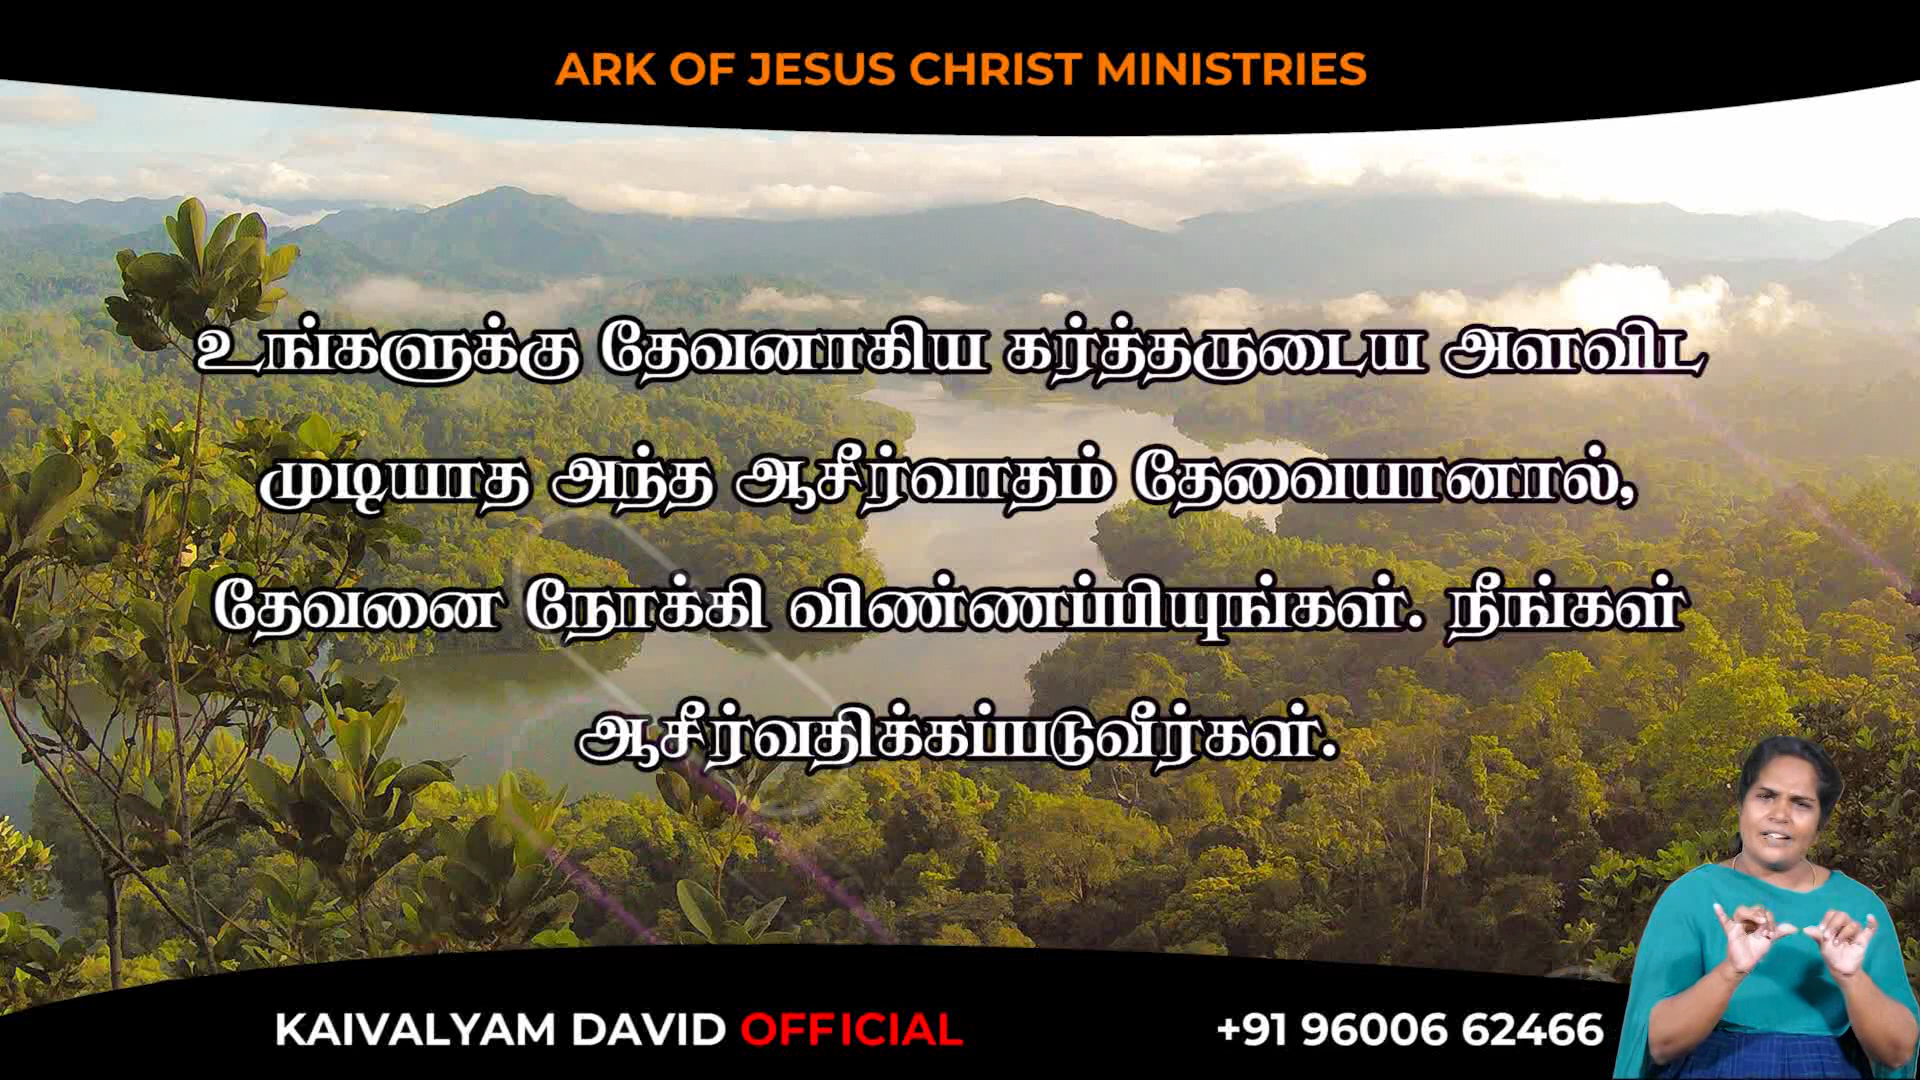 ARK OF JESUS CHRIST MINISTRIES
உங்களுக்கு தேவனாகிய கர்த்தருடைய அளவிட
முடியாத அந்த ஆசீர்வாதம் தேவையானால்,
தேவனை நோக்கி விண்ணப்பியுங்கள். நீங்கள்
ஆசீர்வதிக்கப்படுவீர்கள்.
KAIVALYAM DAVID OFFICIAL
+91 96006 62466